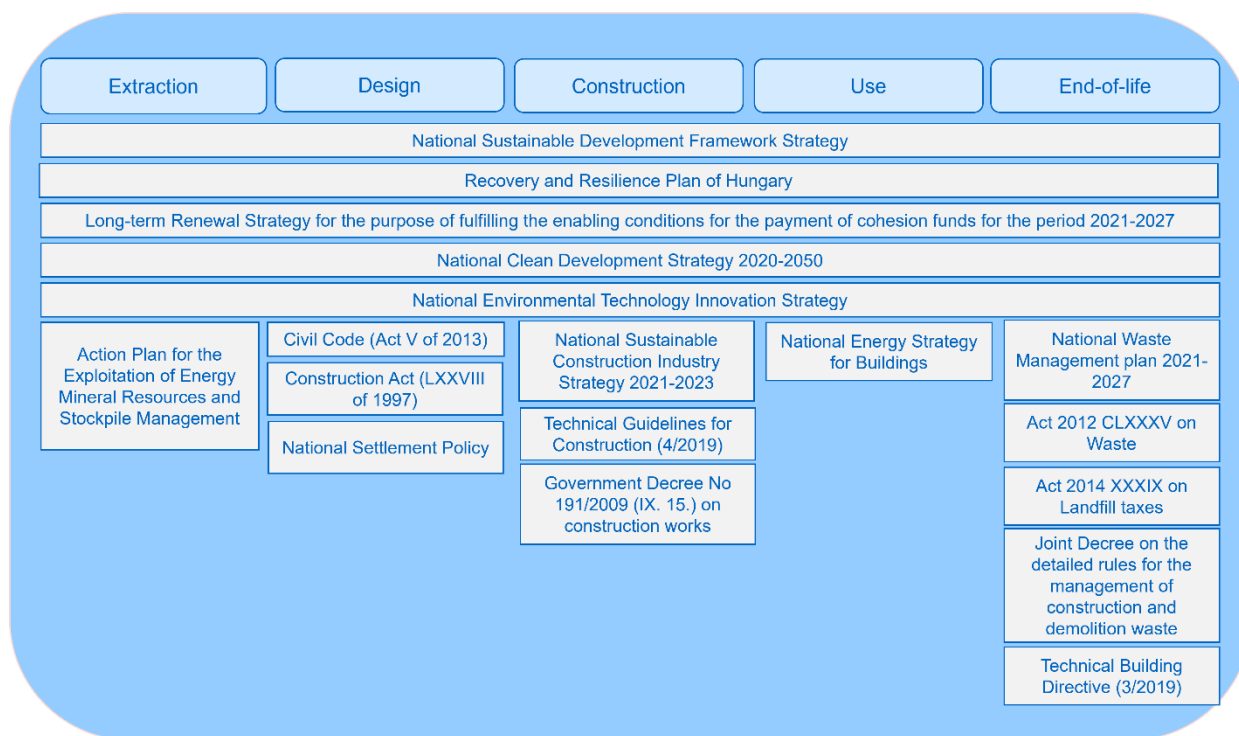 Extraction
Design
Construction
Use
End-of-life
National Sustainable Development Framework Strategy
Recovery and Resilience Plan of Hungary
Long-term Renewal Strategy for the purpose of fulfilling the enabling conditions for the payment of cohesion funds for the period 2021-2027
National Clean Development Strategy 2020-2050
National Environmental Technology Innovation Strategy
Action Plan for the
Exploitation of Energy
Mineral Resources and
Stockpile Management
Civil Code (Act V of 2013)
Construction Act (LXXVIII
of 1997)
National Settlement Policy
National Sustainable
Construction Industry
Strategy 2021-2023
Technical Guidelines for
Construction (4/2019)
Government Decree No
191/2009 (IX. 15.) on
construction works
National Energy Strategy
for Buildings
National Waste
Management plan 2021-
2027
Act 2012 CLXXXV on
Waste
Act 2014 XXXIX on
Landfill taxes
Joint Decree on the
detailed rules for the
management of
construction and
demolition waste
Technical Building
Directive (3/2019)